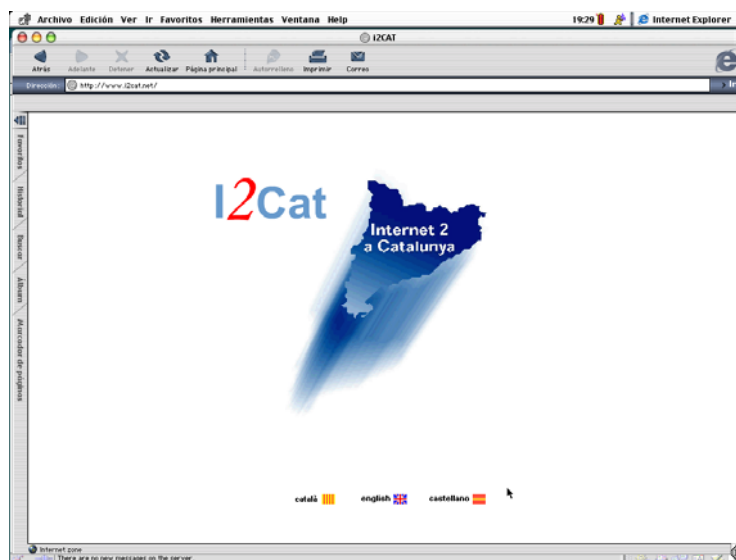 Archivo Edición Ver Ir Favoritos Herramientas Ventana Help 19:29 Internet Explorer
i2CAT
Atrás Adelante Detener Actualizar Página principal Autorrelleno Imprimir Correo
Dirección: http://www.i2cat.net/
Favoritos
Historial
Buscar
Álbum
Marcador de páginas
I2Cat
Internet 2
a Catalunya
català english castellano
Internet zone
There are no new messages on the server.